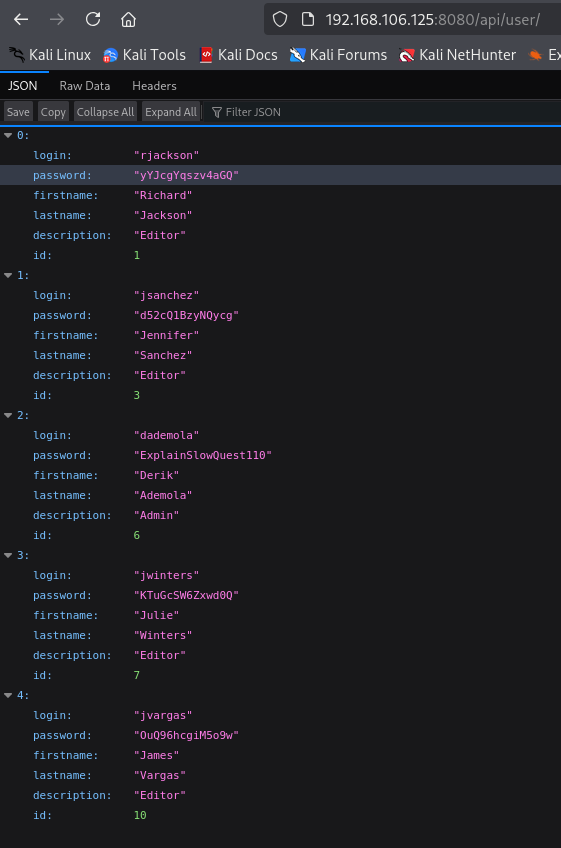 192.168.106.125:8080/api/user/
Kali Linux Kali Tools Kali Docs Kali Forums Kali NetHunter Ex
JSON Raw Data Headers
Save Copy Collapse All Expand All Filter JSON
0:
login: "rjackson"
password: "yYJcgYqszv4aGQ"
firstname: "Richard"
lastname: "Jackson"
description: "Editor"
id: 1
1:
login: "jsanchez"
password: "d52cQ1BzyNQycg"
firstname: "Jennifer"
lastname: "Sanchez"
description: "Editor"
id: 3
2:
login: "dademola"
password: "ExplainSlowQuest110"
firstname: "Derik"
lastname: "Ademola"
description: "Admin"
id: 6
3:
login: "jwinters"
password: "KTuGcSW6Zxwd0Q"
firstname: "Julie"
lastname: "Winters"
description: "Editor"
id: 7
4:
login: "jvargas"
password: "OuQ96hcgiM5o9w"
firstname: "James"
lastname: "Vargas"
description: "Editor"
id: 10